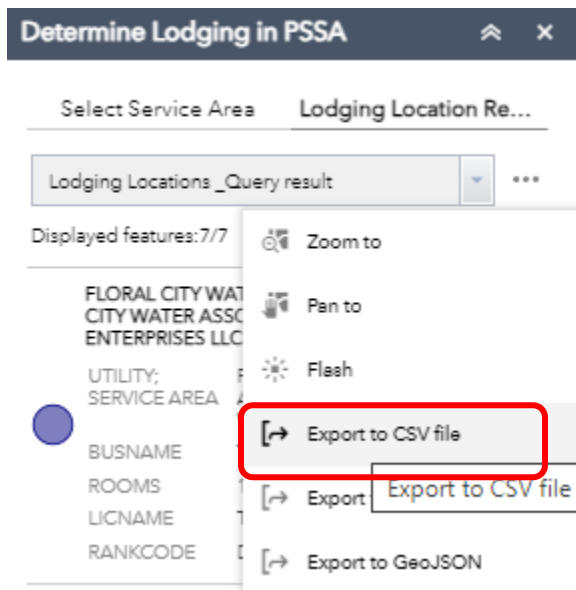 Determine Lodging in PSSA
Select Service Area Lodging Location Re...
Lodging Locations _Query result
Displayed features:7/7
Zoom to
FLORAL CITY WAT
CITY WATER ASSO
ENTERPRISES LLC
Pan to
UTILITY;
SERVICE AREA
Flash
Export to CSV file
BUSNAME
ROOMS
Export
Export to CSV file
LICNAME
RANKCODE
Export to GeoJSON